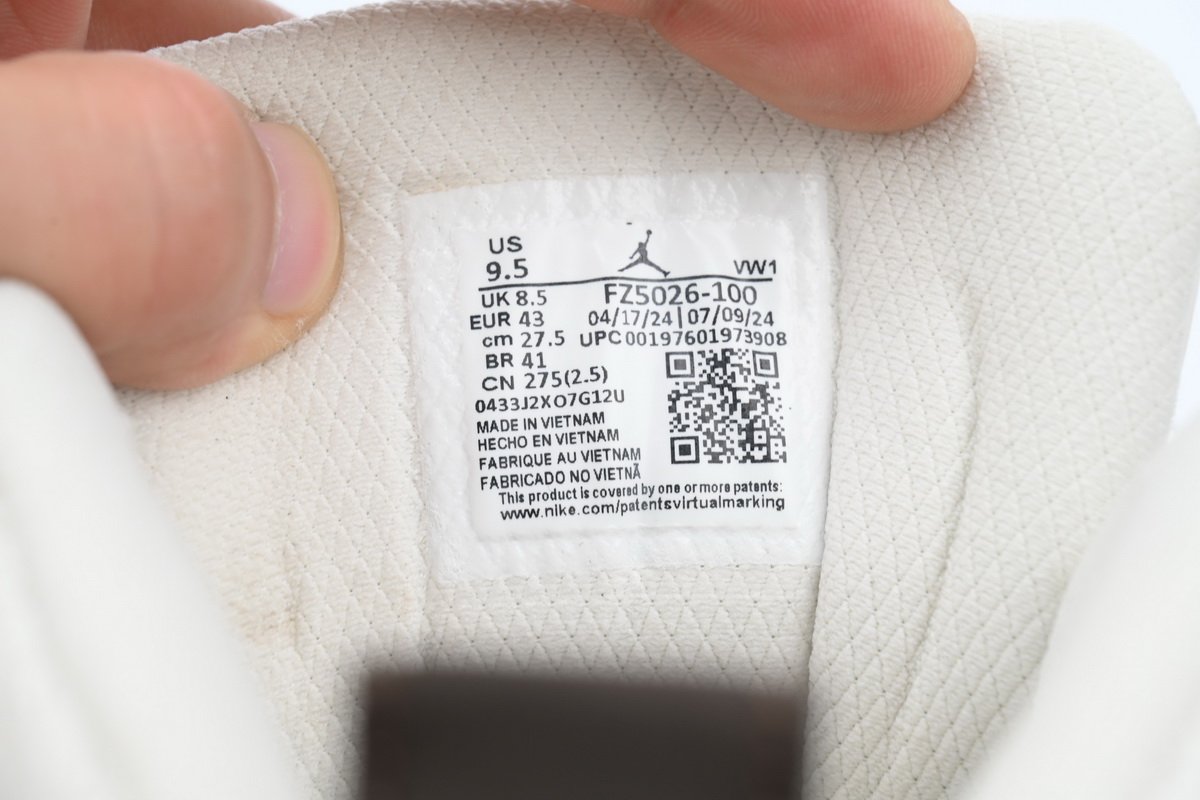 US
9.5
VW1
UK 8.5 FZ5026-100
EUR 43 04/17/24|07/09/24
cm 27.5 UPC001976019739​08
BR 41
CN 275(2.5)
0433J2XO7G12U
MADE IN VIETNAM
HECHO EN VIETNAM
FABRIQUE AU VIETNAM
FABRICADO NO VIETNÃ
This product is covered by one or more patents:
www.nike.com/patentsvirtualmarking